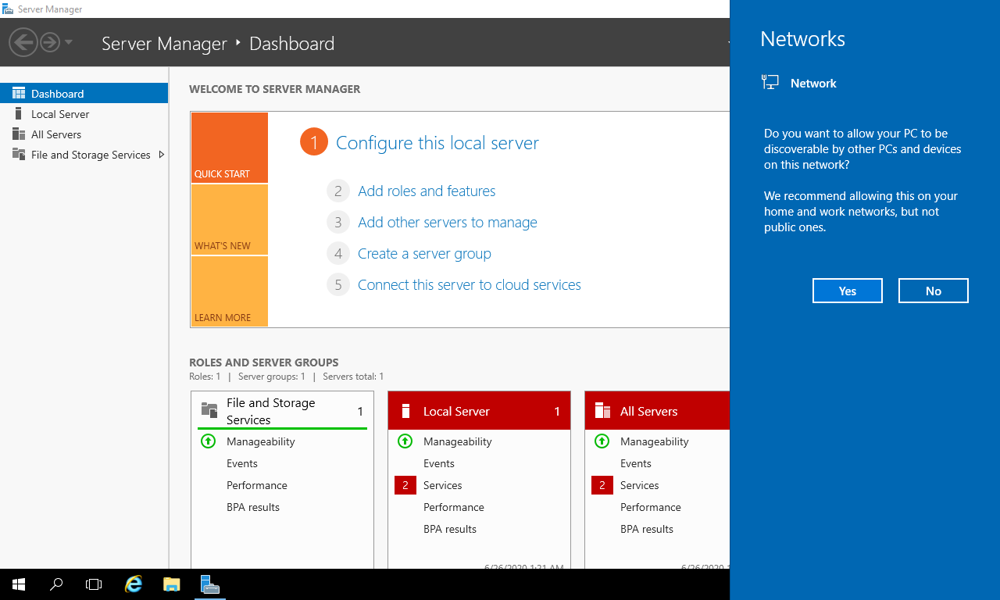 Server Manager
Server Manager
Dashboard
Dashboard
Local Server
All Servers
File and Storage Services
WELCOME TO SERVER MANAGER
QUICK START
WHAT'S NEW
LEARN MORE
1 Configure this local server
2 Add roles and features
3 Add other servers to manage
4 Create a server group
5 Connect this server to cloud services
ROLES AND SERVER GROUPS
Roles: 1 | Server groups: 1 | Servers total: 1
File and Storage
Services
1
Manageability
Events
Performance
BPA results
Local Server 1
Manageability
Events
2 Services
Performance
BPA results
6/26/2020 1:21 AM
All Servers
Manageability
Events
2 Services
Performance
BPA results
6/26/2020 1
Networks
Network
Do you want to allow your PC to be
discoverable by other PCs and devices
on this network?
We recommend allowing this on your
home and work networks, but not
public ones.
Yes No